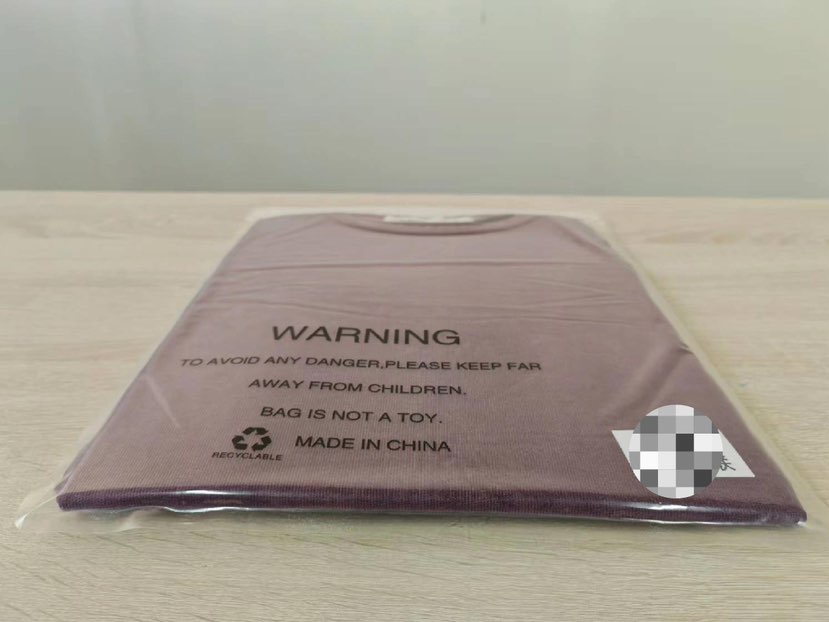 WARNING
TO AVOID ANY DANGER,PLEASE KEEP FAR
AWAY FROM CHILDREN.
BAG IS NOT A TOY.
MADE IN CHINA
RECYCLABLE